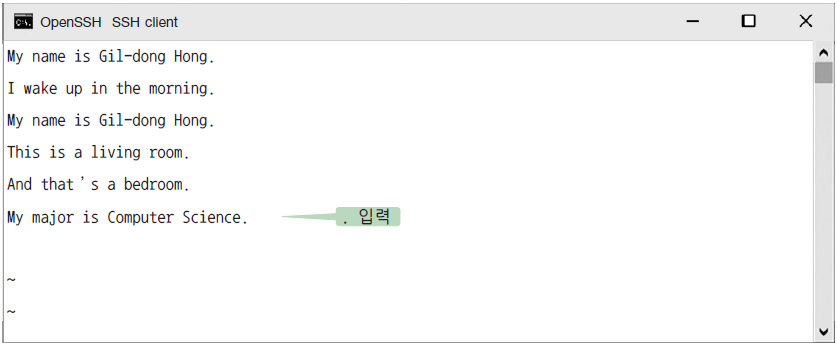 OpenSSH SSH client
My name is Gil-dong Hong.
I wake up in the morning.
My name is Gil-dong Hong.
This is a living room.
And that's a bedroom.
My major is Computer Science. . 입력
~
~